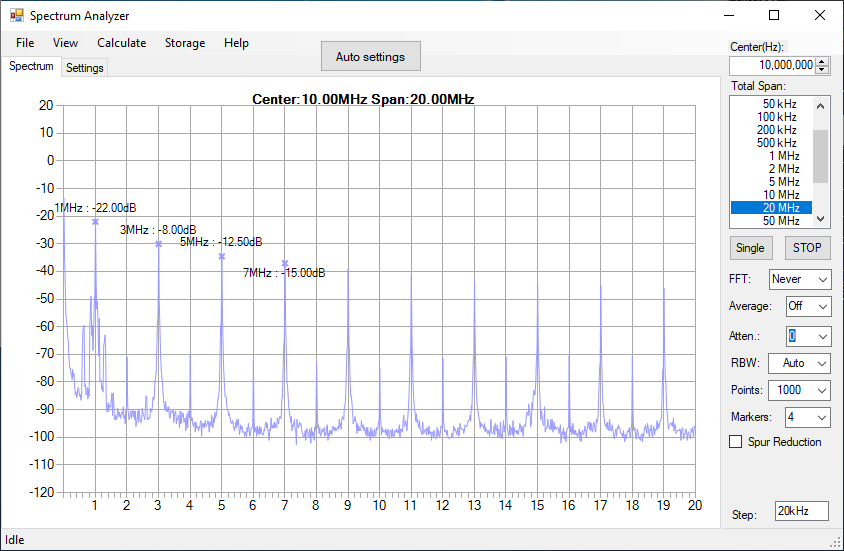 Spectrum Analyzer
File View Calculate Storage Help
Auto settings
Spectrum Settings
Center(Hz):
10,000,000
Total Span:
50 kHz
100 kHz
200 kHz
500 kHz
1 MHz
2 MHz
5 MHz
10 MHz
20 MHz
50 MHz
Single STOP
FFT: Never
Average: Off
Atten.: 0
RBW: Auto
Points: 1000
Markers: 4
Spur Reduction
Step: 20kHz
Center:10.00MHz Span:20.00MHz
20
10
0
-10
-20
-30
-40
-50
-60
-70
-80
-90
-100
-110
-120
1MHz : -22.00dB
3MHz : -8.00dB
5MHz : -12.50dB
7MHz : -15.00dB
1 2 3 4 5 6 7 8 9 10 11 12 13 14 15 16 17 18 19 20
Idle